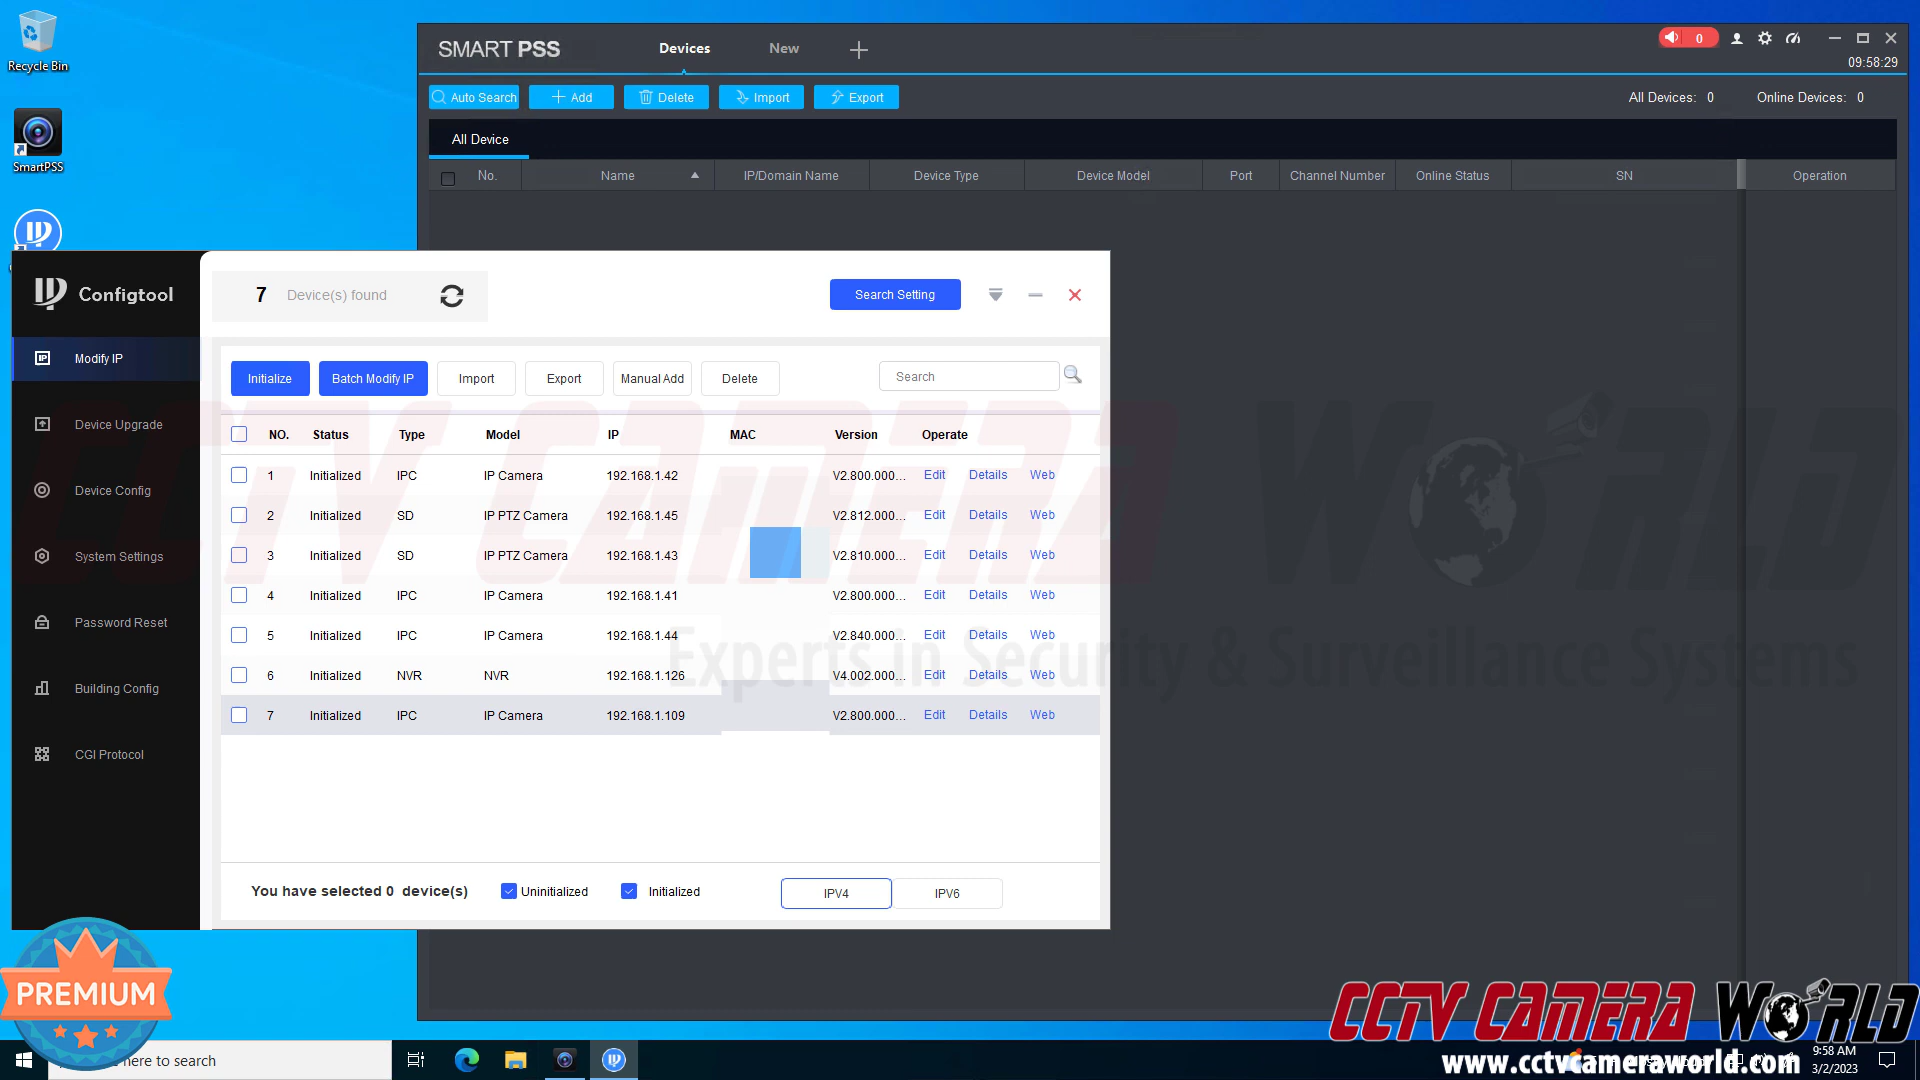 Recycle Bin
SmartPSS
SMART PSS
Devices
New
0
09:58:29
Auto Search
Add
Delete
Import
Export
All Devices: 0
Online Devices: 0
All Device
No.
Name
IP/Domain Name
Device Type
Device Model
Port
Channel Number
Online Status
SN
Operation
Configtool
7 Device(s) found
Search Setting
Modify IP
Device Upgrade
Device Config
System Settings
Password Reset
Building Config
CGI Protocol
Initialize
Batch Modify IP
Import
Export
Manual Add
Delete
Search
NO. Status Type Model IP MAC Version Operate
1 Initialized IPC IP Camera 192.168.1.42 V2.800.000... Edit Details Web
2 Initialized SD IP PTZ Camera 192.168.1.45 V2.812.000... Edit Details Web
3 Initialized SD IP PTZ Camera 192.168.1.43 V2.810.000... Edit Details Web
4 Initialized IPC IP Camera 192.168.1.41 V2.800.000... Edit Details Web
5 Initialized IPC IP Camera 192.168.1.44 V2.840.000... Edit Details Web
6 Initialized NVR NVR 192.168.1.126 V4.002.000... Edit Details Web
7 Initialized IPC IP Camera 192.168.1.109 V2.800.000... Edit Details Web
You have selected 0 device(s)
Uninitialized
Initialized
IPV4
IPV6
CCTV CAMERA WORLD
Experts in Security & Surveillance Systems
PREMIUM
CCTV CAMERA WORLD
www.cctvcameraworld.com
here to search
9:58 AM
3/2/2023